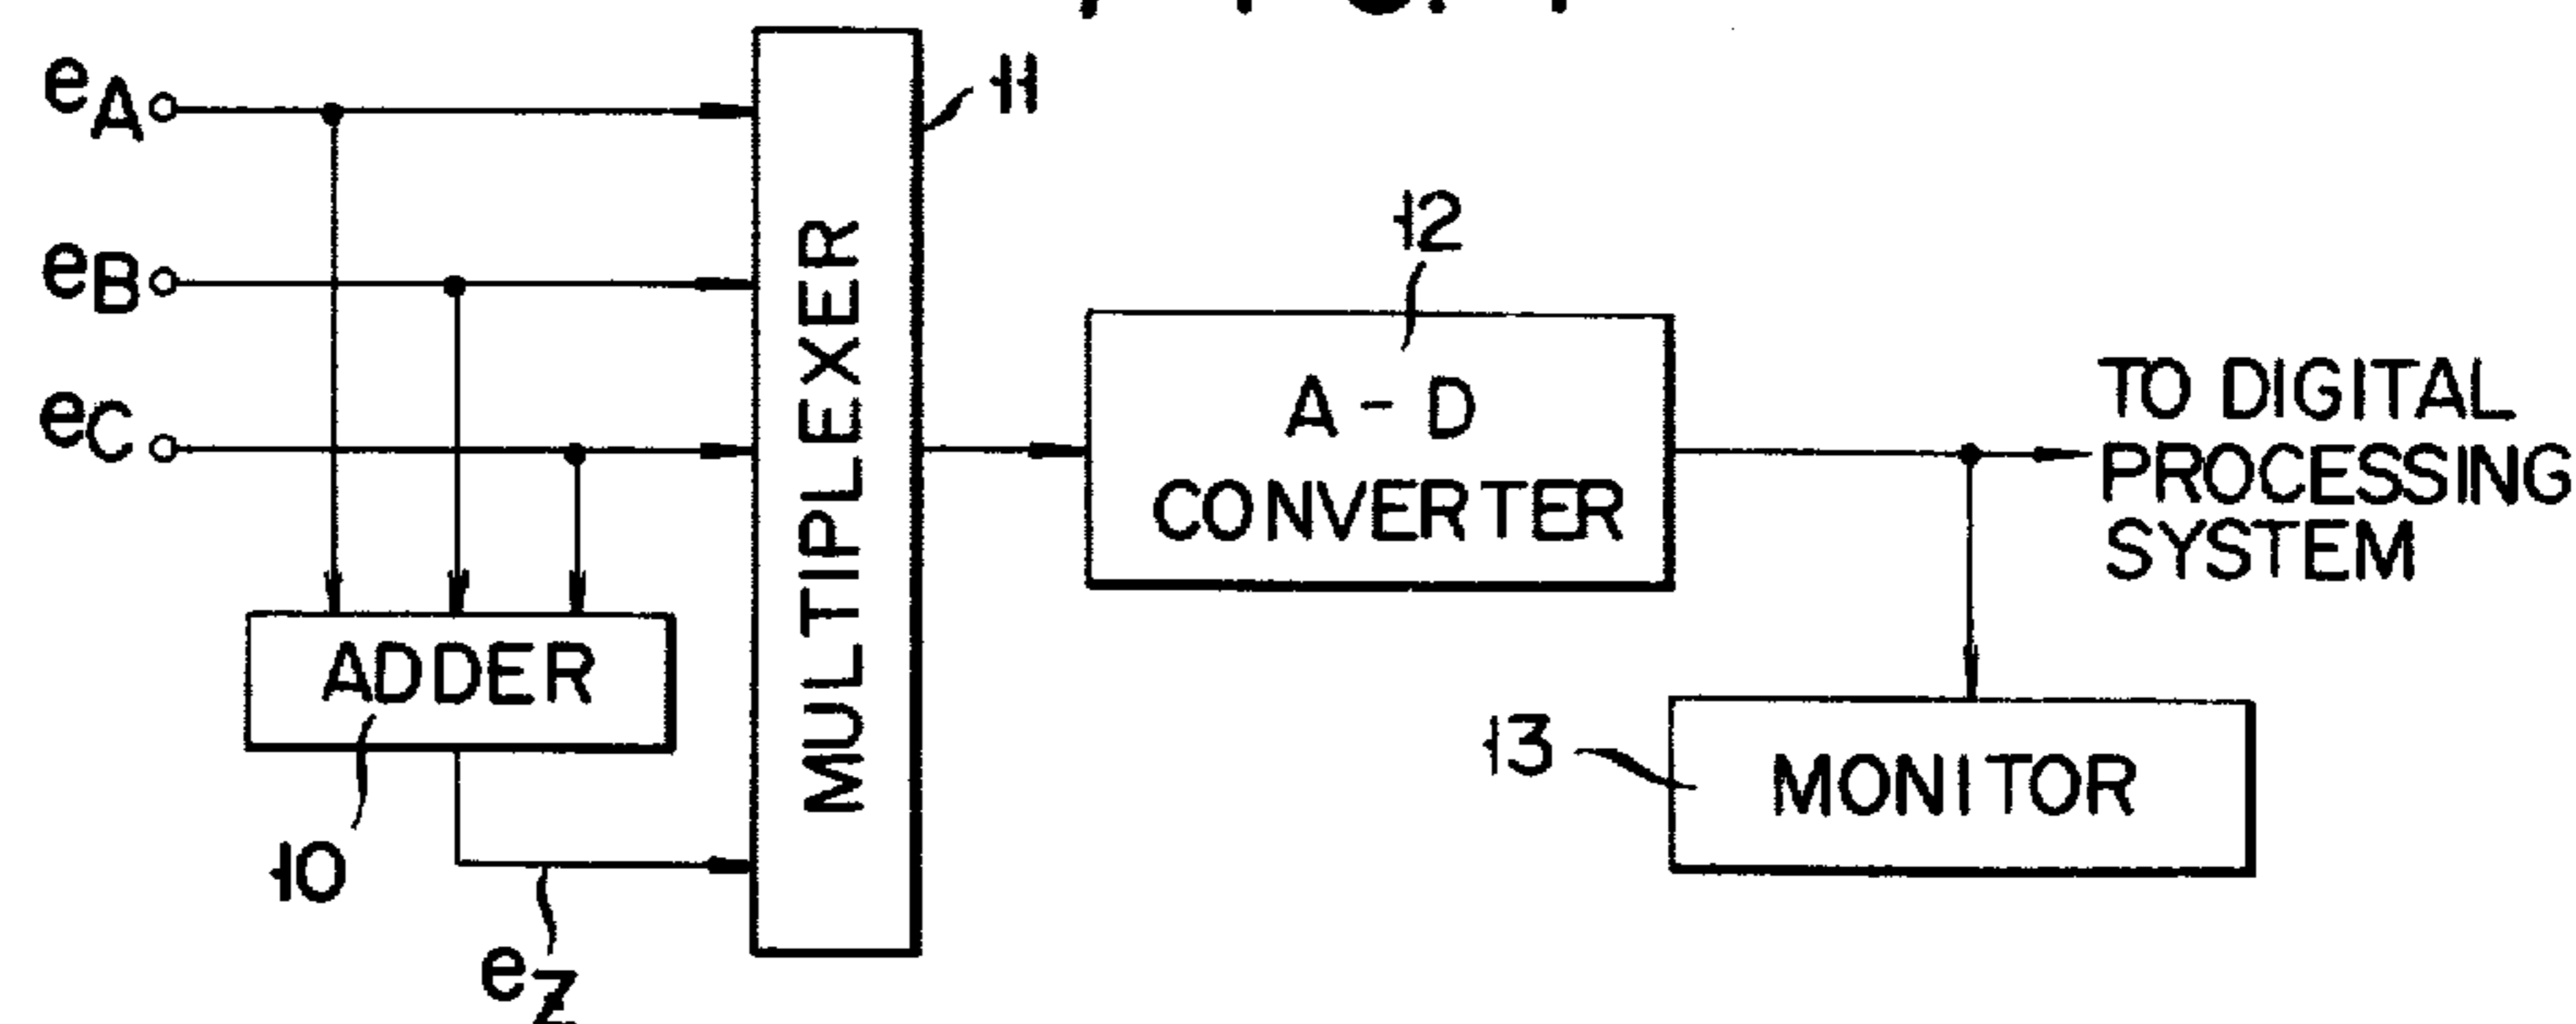 eA
11
eB
12
eC
MULTIPLEXER
A-D
CONVERTER
TO DIGITAL
PROCESSING
SYSTEM
ADDER
13
MONITOR
10
eZ